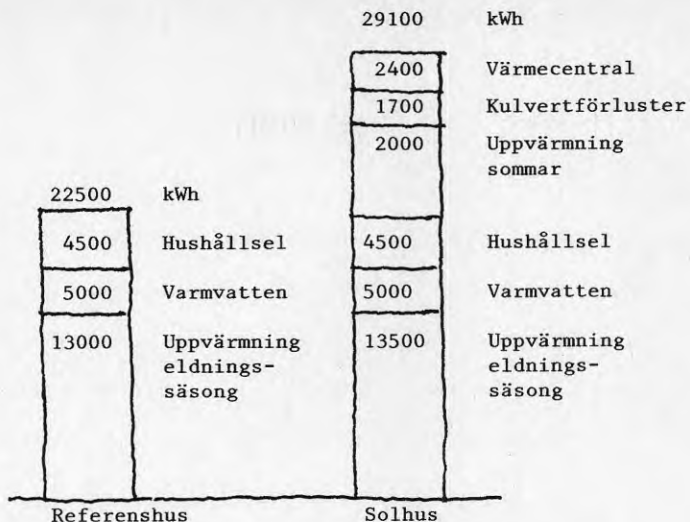 29100 kWh
2400 Värmecentral
1700 Kulvertförluster
2000 Uppvärmning
sommar
22500 kWh
4500 Hushållsel
5000 Varmvatten
13000 Uppvärmning
eldnings-
säsong
4500 Hushållsel
5000 Varmvatten
13500 Uppvärmning
eldnings-
säsong
Referenshus
Solhus